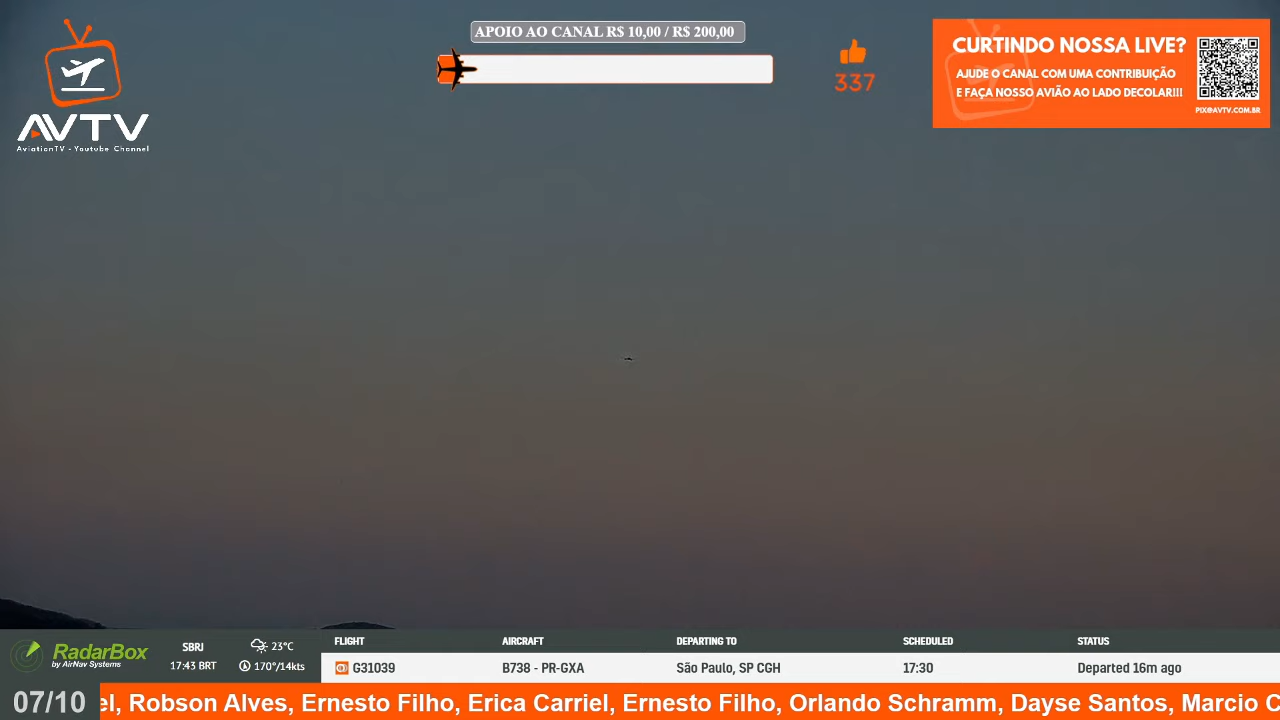 AVTV
AviationTV - Youtube Channel
APOIO AO CANAL R$ 10,00 / R$ 200,00
337
CURTINDO NOSSA LIVE?
AJUDE O CANAL COM UMA CONTRIBUIÇÃO
E FAÇA NOSSO AVIÃO AO LADO DECOLAR!!!
PIX@AVTV.COM.BR
RadarBox
by AirNav Systems
SBRJ
23°C
17:43 BRT
170°/14kts
FLIGHT AIRCRAFT DEPARTING TO SCHEDULED STATUS
G31039 B738 - PR-GXA São Paulo, SP CGH 17:30 Departed 16m ago
07/10
el, Robson Alves, Ernesto Filho, Erica Carriel, Ernesto Filho, Orlando Schramm, Dayse Santos, Marcio C